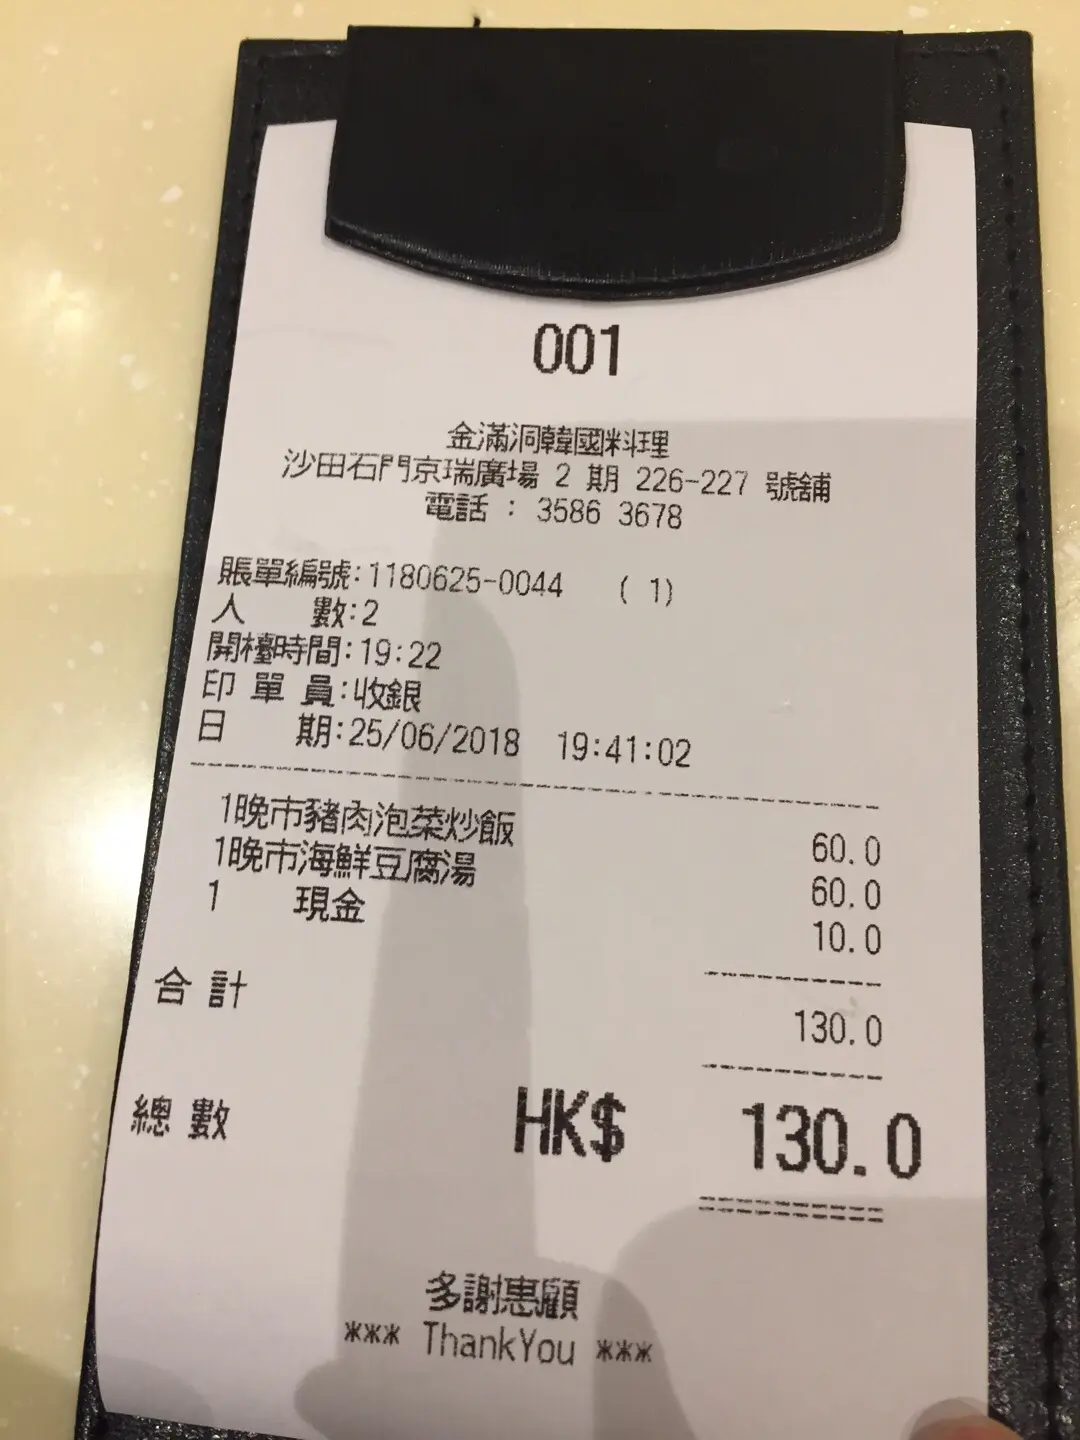 001
金滿洞韓國料理
沙田石門京瑞廣場 2 期 226-227 號舖
電話 : 3586 3678
賬單編號:1180625-0044 ( 1)
人 數:2
開檯時間:19:22
印 單 員:收銀
日 期:25/06/2018 19:41:02
1晚市豬肉泡菜炒飯 60.0
1晚市海鮮豆腐湯 60.0
1 現金 10.0
合 計 130.0
總 數 HK$ 130.0
多謝惠顧
*** ThankYou ***